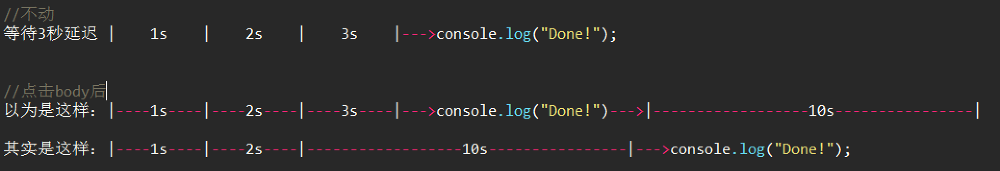 //不动
等待3秒延迟 |    1s    |    2s    |    3s    |--->console.log("Done!");
//点击body后
以为是这样：|----1s----|----2s----|----3s----|--->console.log("Done!")--->|-----------------10s----------------|
其实是这样：|----1s----|----2s----|-----------------10s----------------|--->console.log("Done!");